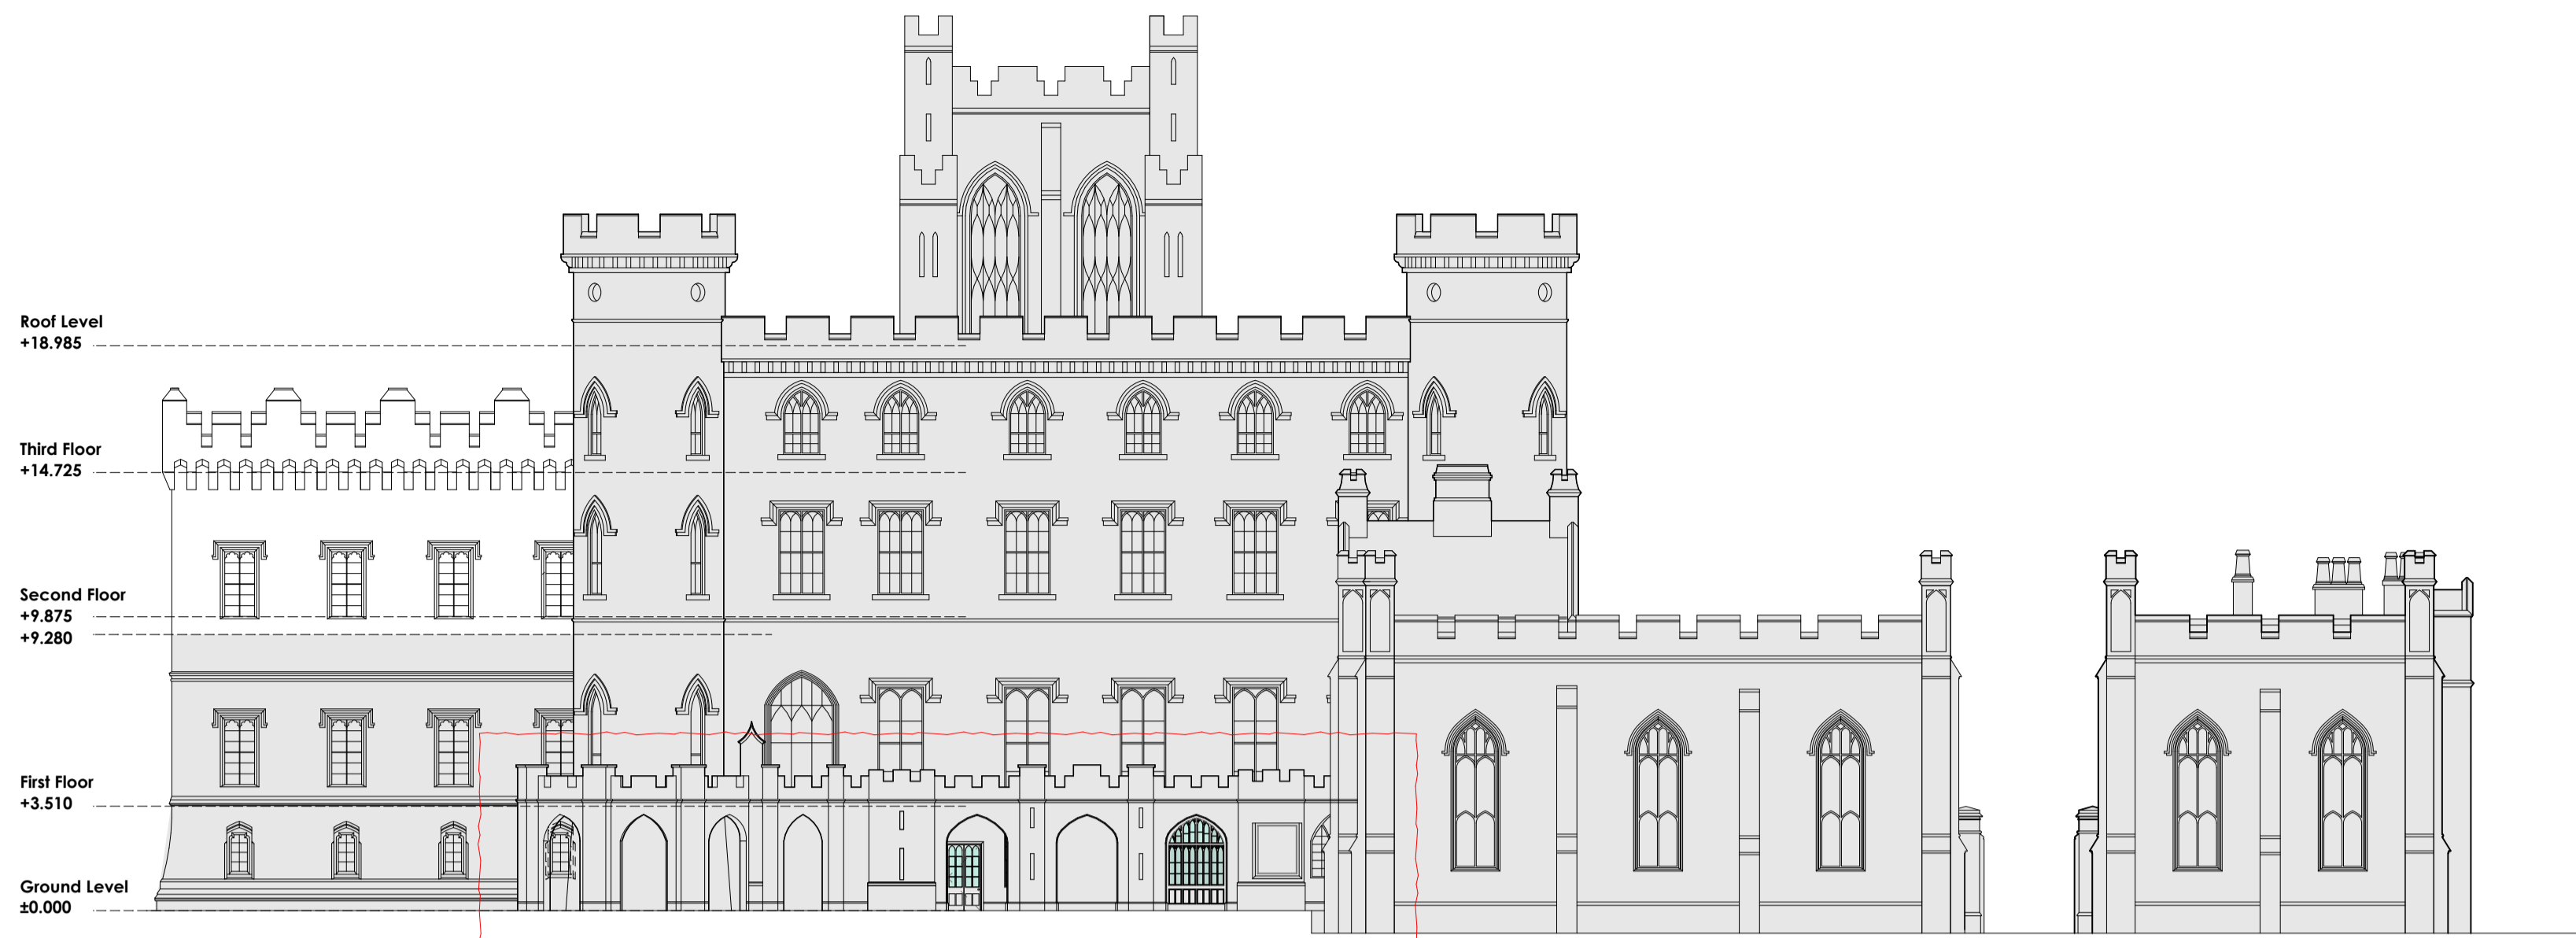 Roof Level
+18.985
Third Floor
+14.725
Second Floor
+9.875
+9.280
First Floor
+3.510
Ground Level
±0.000